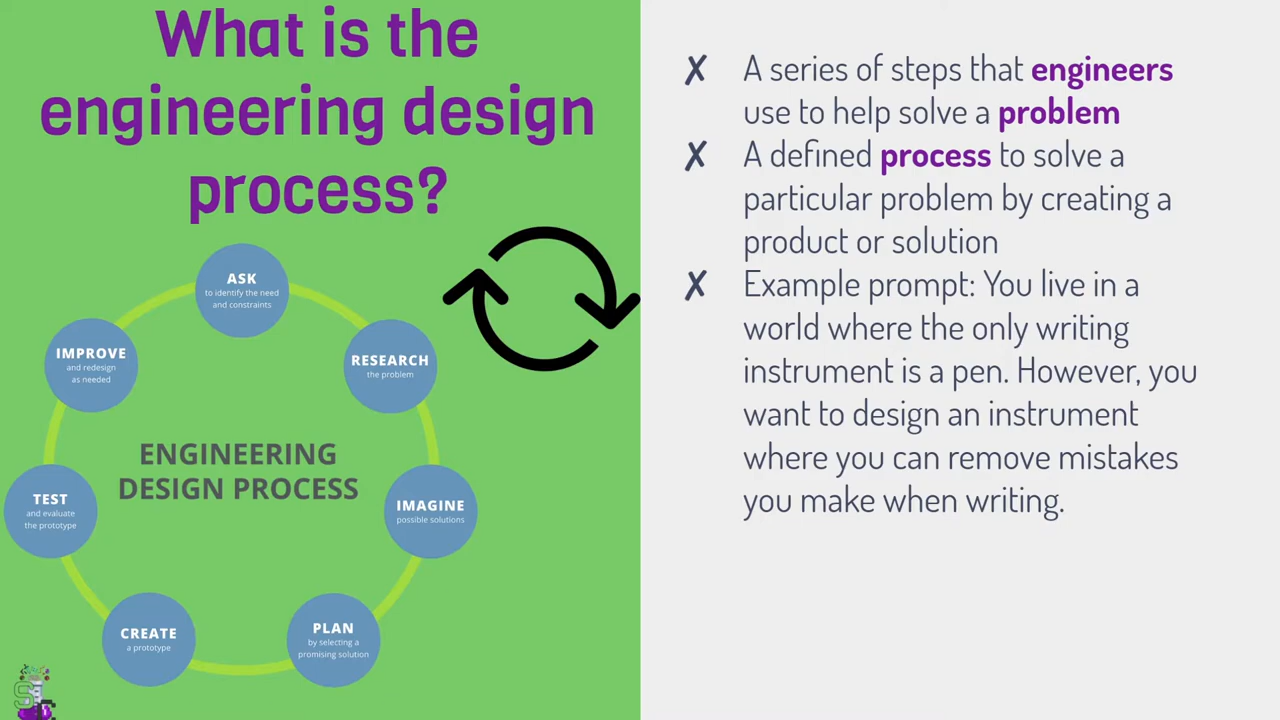 What is the
engineering design
process?
ASK
to identify the need
and constraints
RESEARCH
the problem
IMAGINE
possible solutions
PLAN
by selecting a
promising solution
CREATE
a prototype
TEST
and evaluate
the prototype
IMPROVE
and redesign
as needed
ENGINEERING
DESIGN PROCESS
✗ A series of steps that engineers
use to help solve a problem
✗ A defined process to solve a
particular problem by creating a
product or solution
✗ Example prompt: You live in a
world where the only writing
instrument is a pen. However, you
want to design an instrument
where you can remove mistakes
you make when writing.